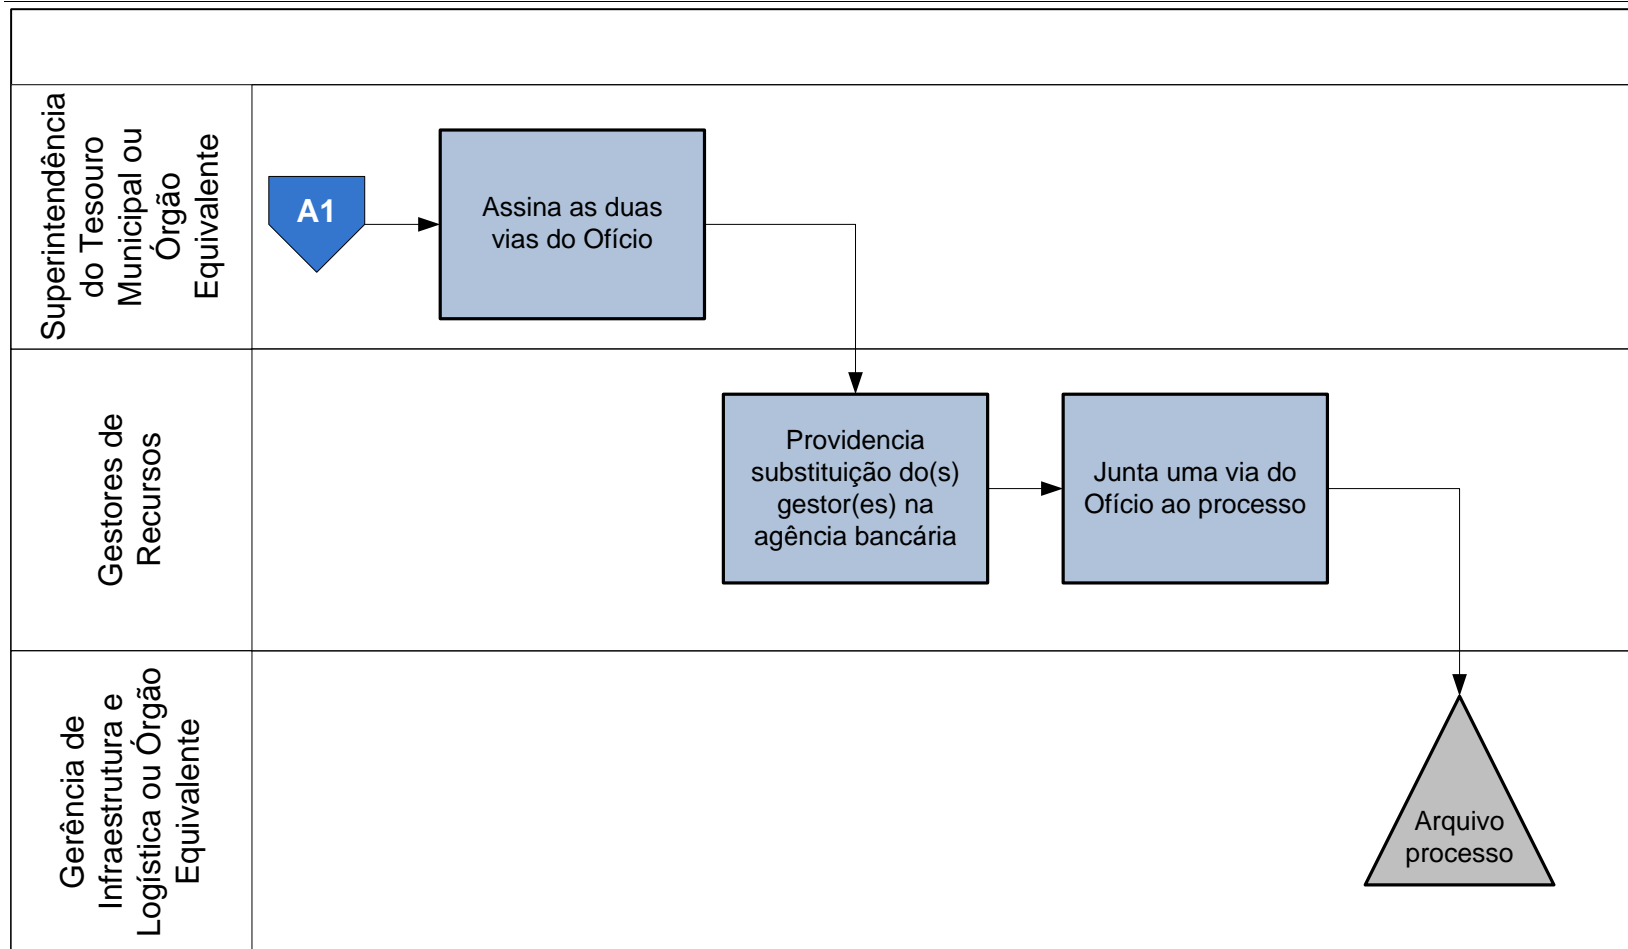 Superintendência
do Tesouro
Municipal ou
Órgão
Equivalente
A1
Assina as duas
vias do Ofício
Gestores de
Recursos
Providencia
substituição do(s)
gestor(es) na
agência bancária
Junta uma via do
Ofício ao processo
Gerência de
Infraestrutura e
Logística ou Órgão
Equivalente
Arquivo
processo